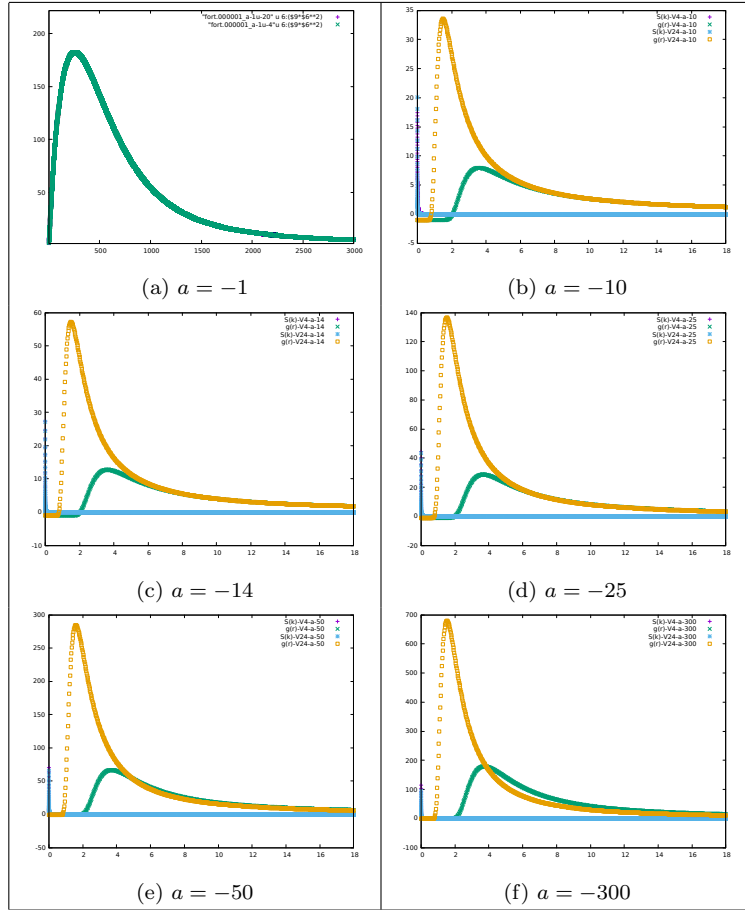 "fort.000001_a-1u-20" u 6:($9*$6**2)
"fort.000001_a-1u-4"u 6:($9*$6**2)
200
150
100
50
500 1000 1500 2000 2500 3000
(a) a = −1
S(k)-V4-a-10
g(r)-V4-a-10
S(k)-V24-a-10
g(r)-V24-a-10
35
30
25
20
15
10
5
0
-5
0 2 4 6 8 10 12 14 16 18
(b) a = −10
S(k)-V4-a-14
g(r)-V4-a-14
S(k)-V24-a-14
g(r)-V24-a-14
60
50
40
30
20
10
0
-10
0 2 4 6 8 10 12 14 16 18
(c) a = −14
S(k)-V4-a-25
g(r)-V4-a-25
S(k)-V24-a-25
g(r)-V24-a-25
140
120
100
80
60
40
20
0
-20
0 2 4 6 8 10 12 14 16 18
(d) a = −25
S(k)-V4-a-50
g(r)-V4-a-50
S(k)-V24-a-50
g(r)-V24-a-50
300
250
200
150
100
50
0
-50
0 2 4 6 8 10 12 14 16 18
(e) a = −50
S(k)-V4-a-300
g(r)-V4-a-300
S(k)-V24-a-300
g(r)-V24-a-300
700
600
500
400
300
200
100
0
-100
0 2 4 6 8 10 12 14 16 18
(f) a = −300